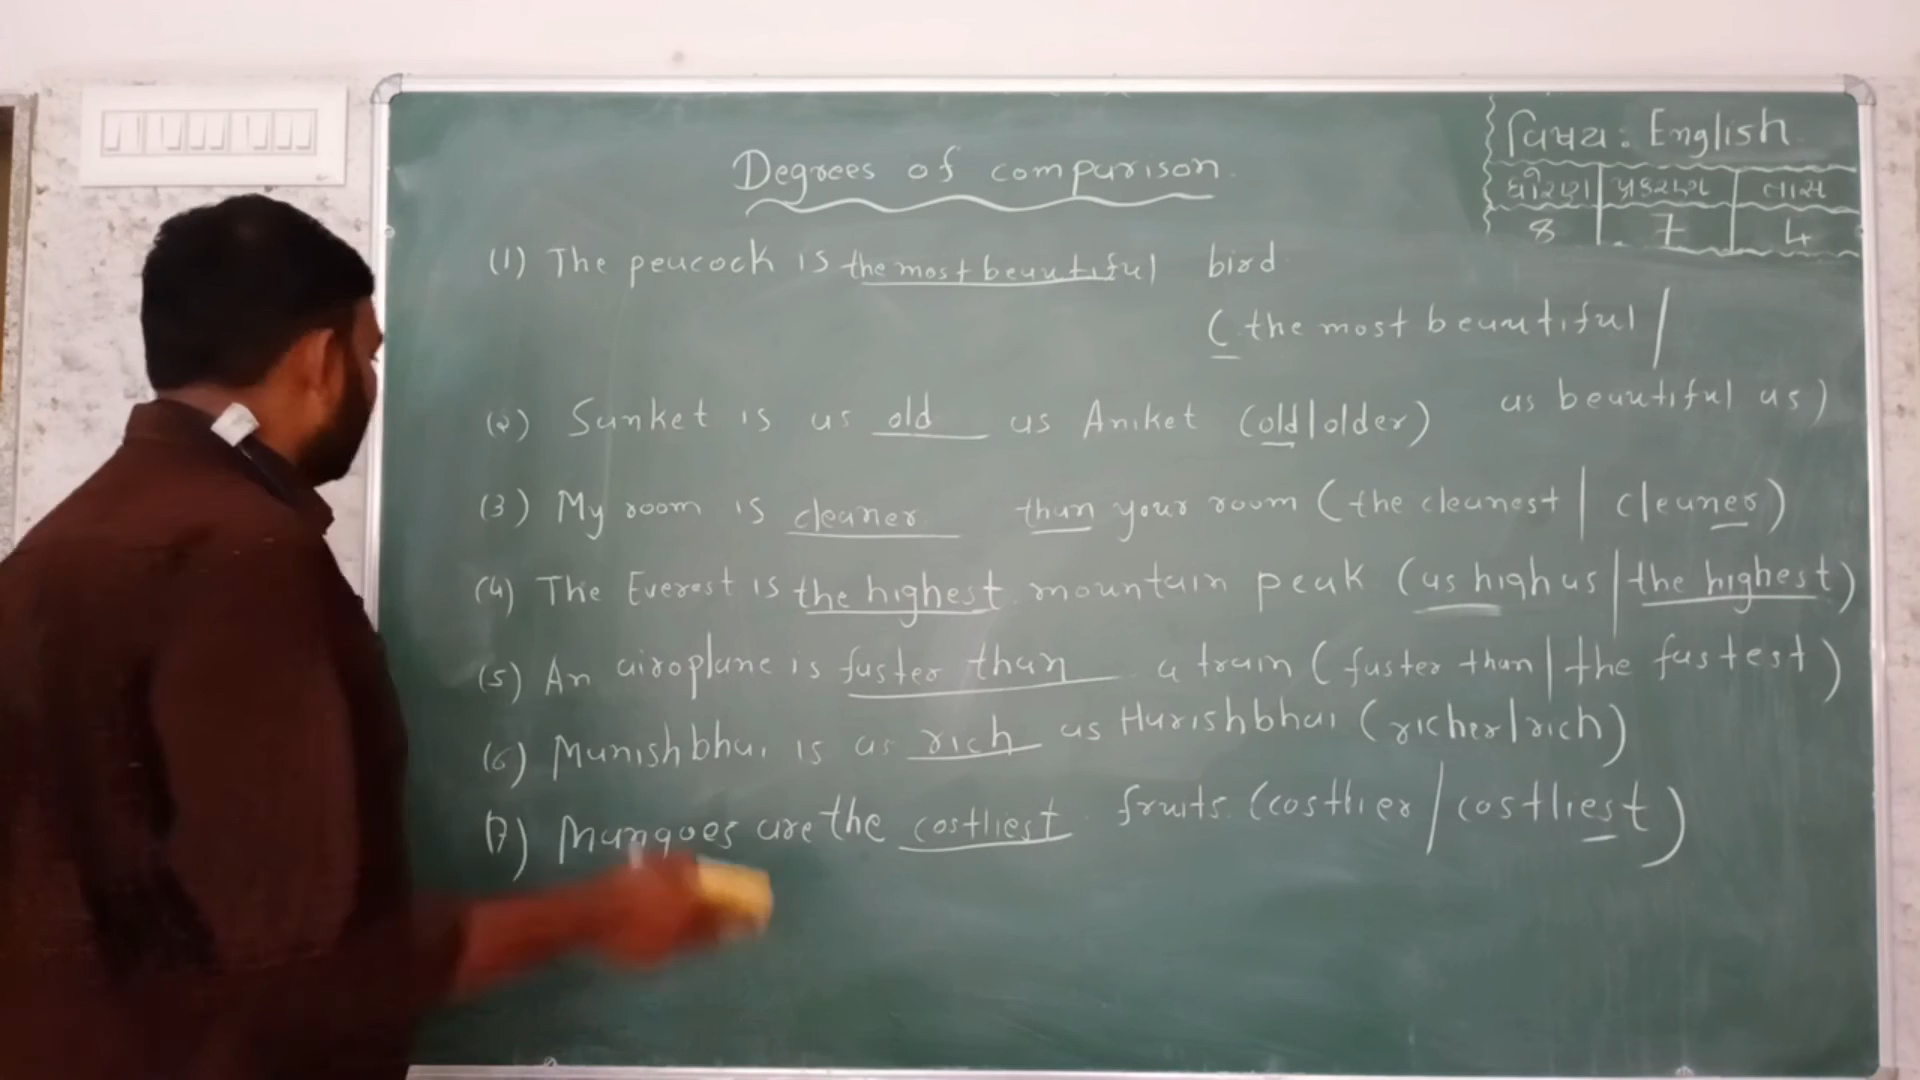 વિષય : English
ધોરણ પ્રકરણ તાસ
8 7 4
Degrees of comparison.
(1) The peacock is the most beautiful bird
(the most beautiful /
as beautiful as)
(2) Sanket is as old as Aniket (old/older)
(3) My room is cleaner than your room (the cleanest / cleaner)
(4) The Everest is the highest mountain peak (as high as / the highest)
(5) An airoplane is faster than a train (faster than / the fastest)
(6) Manishbhai is as rich as Harishbhai (richer/rich)
(7) Mangoes are the costliest fruits. (costlier / costliest)